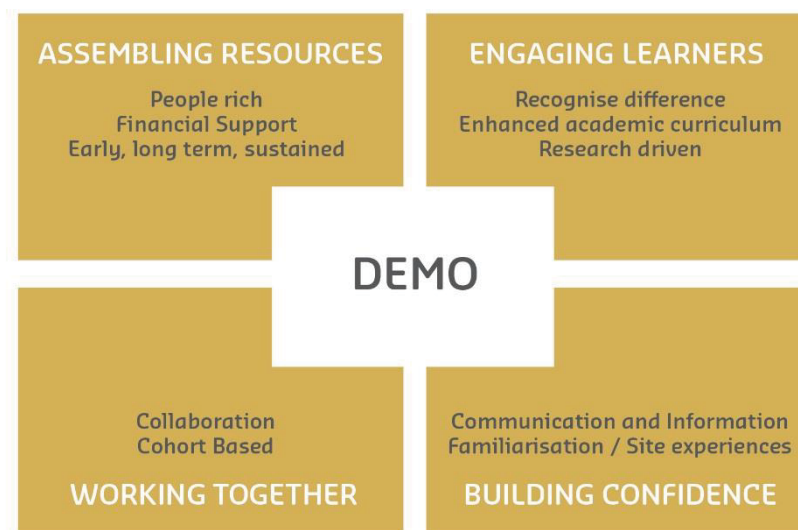 ASSEMBLING RESOURCES
People rich
Financial Support
Early, long term, sustained
ENGAGING LEARNERS
Recognise difference
Enhanced academic curriculum
Research driven
DEMO
Collaboration
Cohort Based
WORKING TOGETHER
Communication and Information
Familiarisation / Site experiences
BUILDING CONFIDENCE